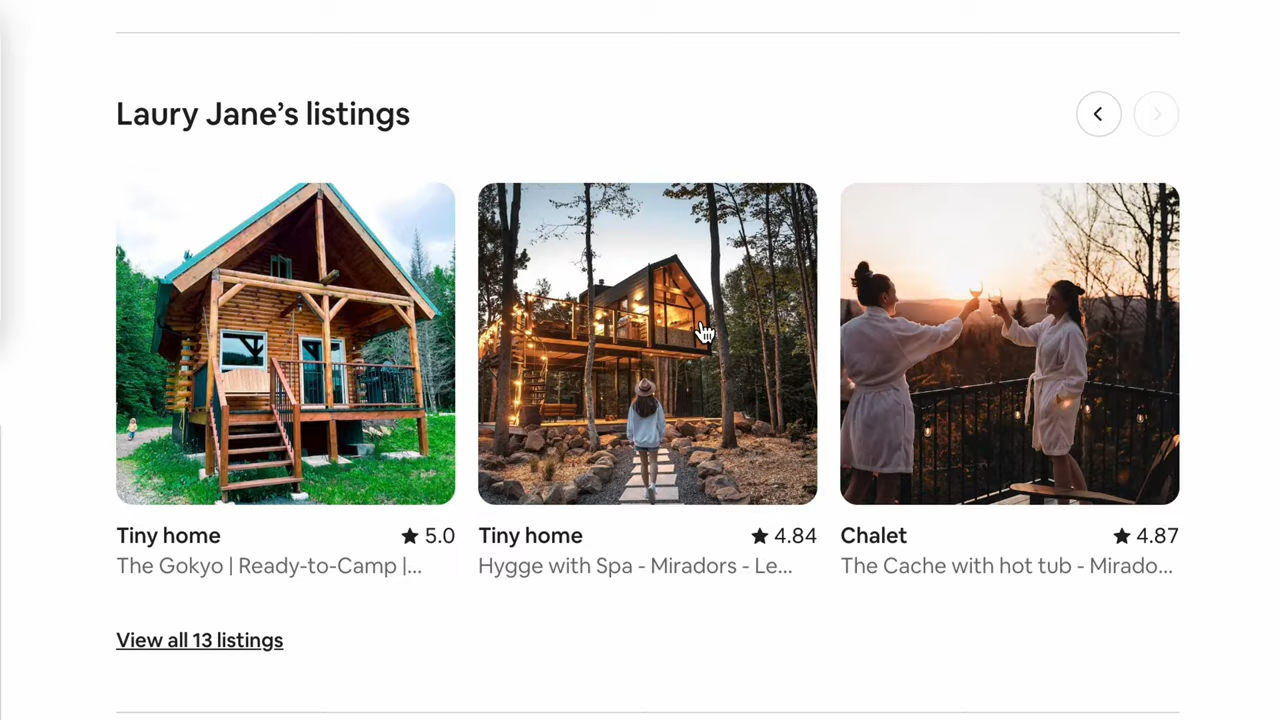 Laury Jane’s listings
Tiny home ★ 5.0
The Gokyo | Ready-to-Camp |...
Tiny home ★ 4.84
Hygge with Spa - Miradors - Le...
Chalet ★ 4.87
The Cache with hot tub - Mirado...
View all 13 listings